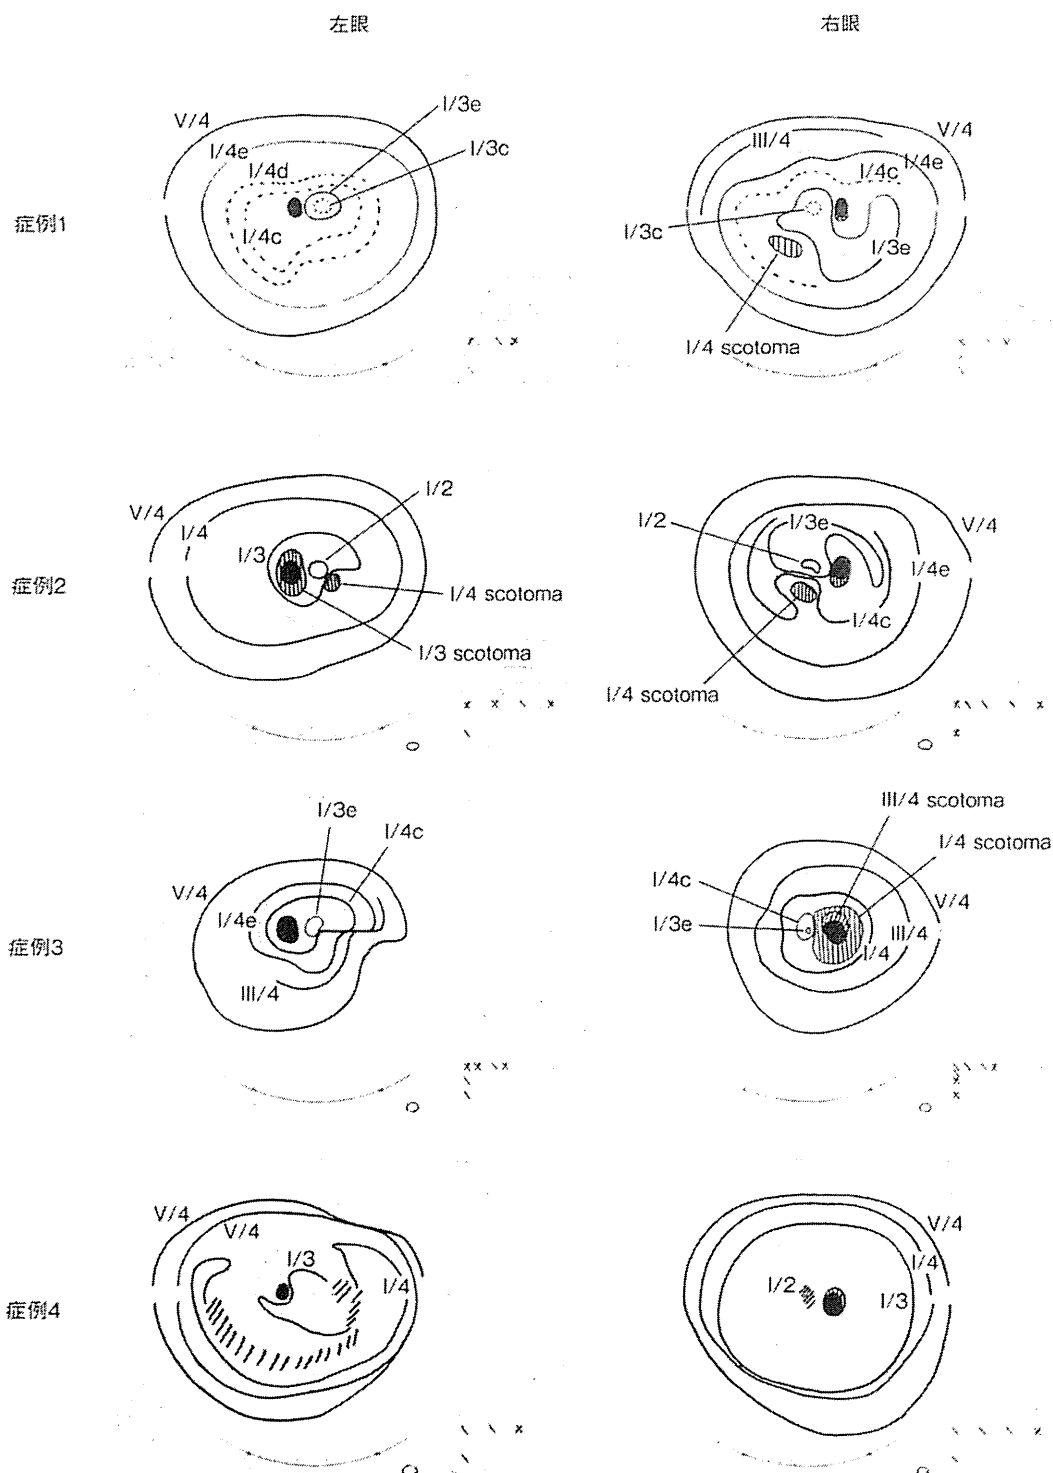 左眼
右眼
症例1
V/4
I/4e
I/4d
I/4c
I/3e
I/3c
III/4
V/4
I/4c
I/4e
I/3c
I/3e
I/4 scotoma
症例2
V/4
I/4
I/3
I/2
I/4 scotoma
I/3 scotoma
I/2
I/3e
V/4
I/4e
I/4c
I/4 scotoma
症例3
I/3e
I/4c
V/4
I/4e
III/4
III/4 scotoma
I/4 scotoma
I/4c
I/3e
V/4
III/4
I/4
症例4
V/4
V/4
I/3
I/4
V/4
I/4
I/2
I/3